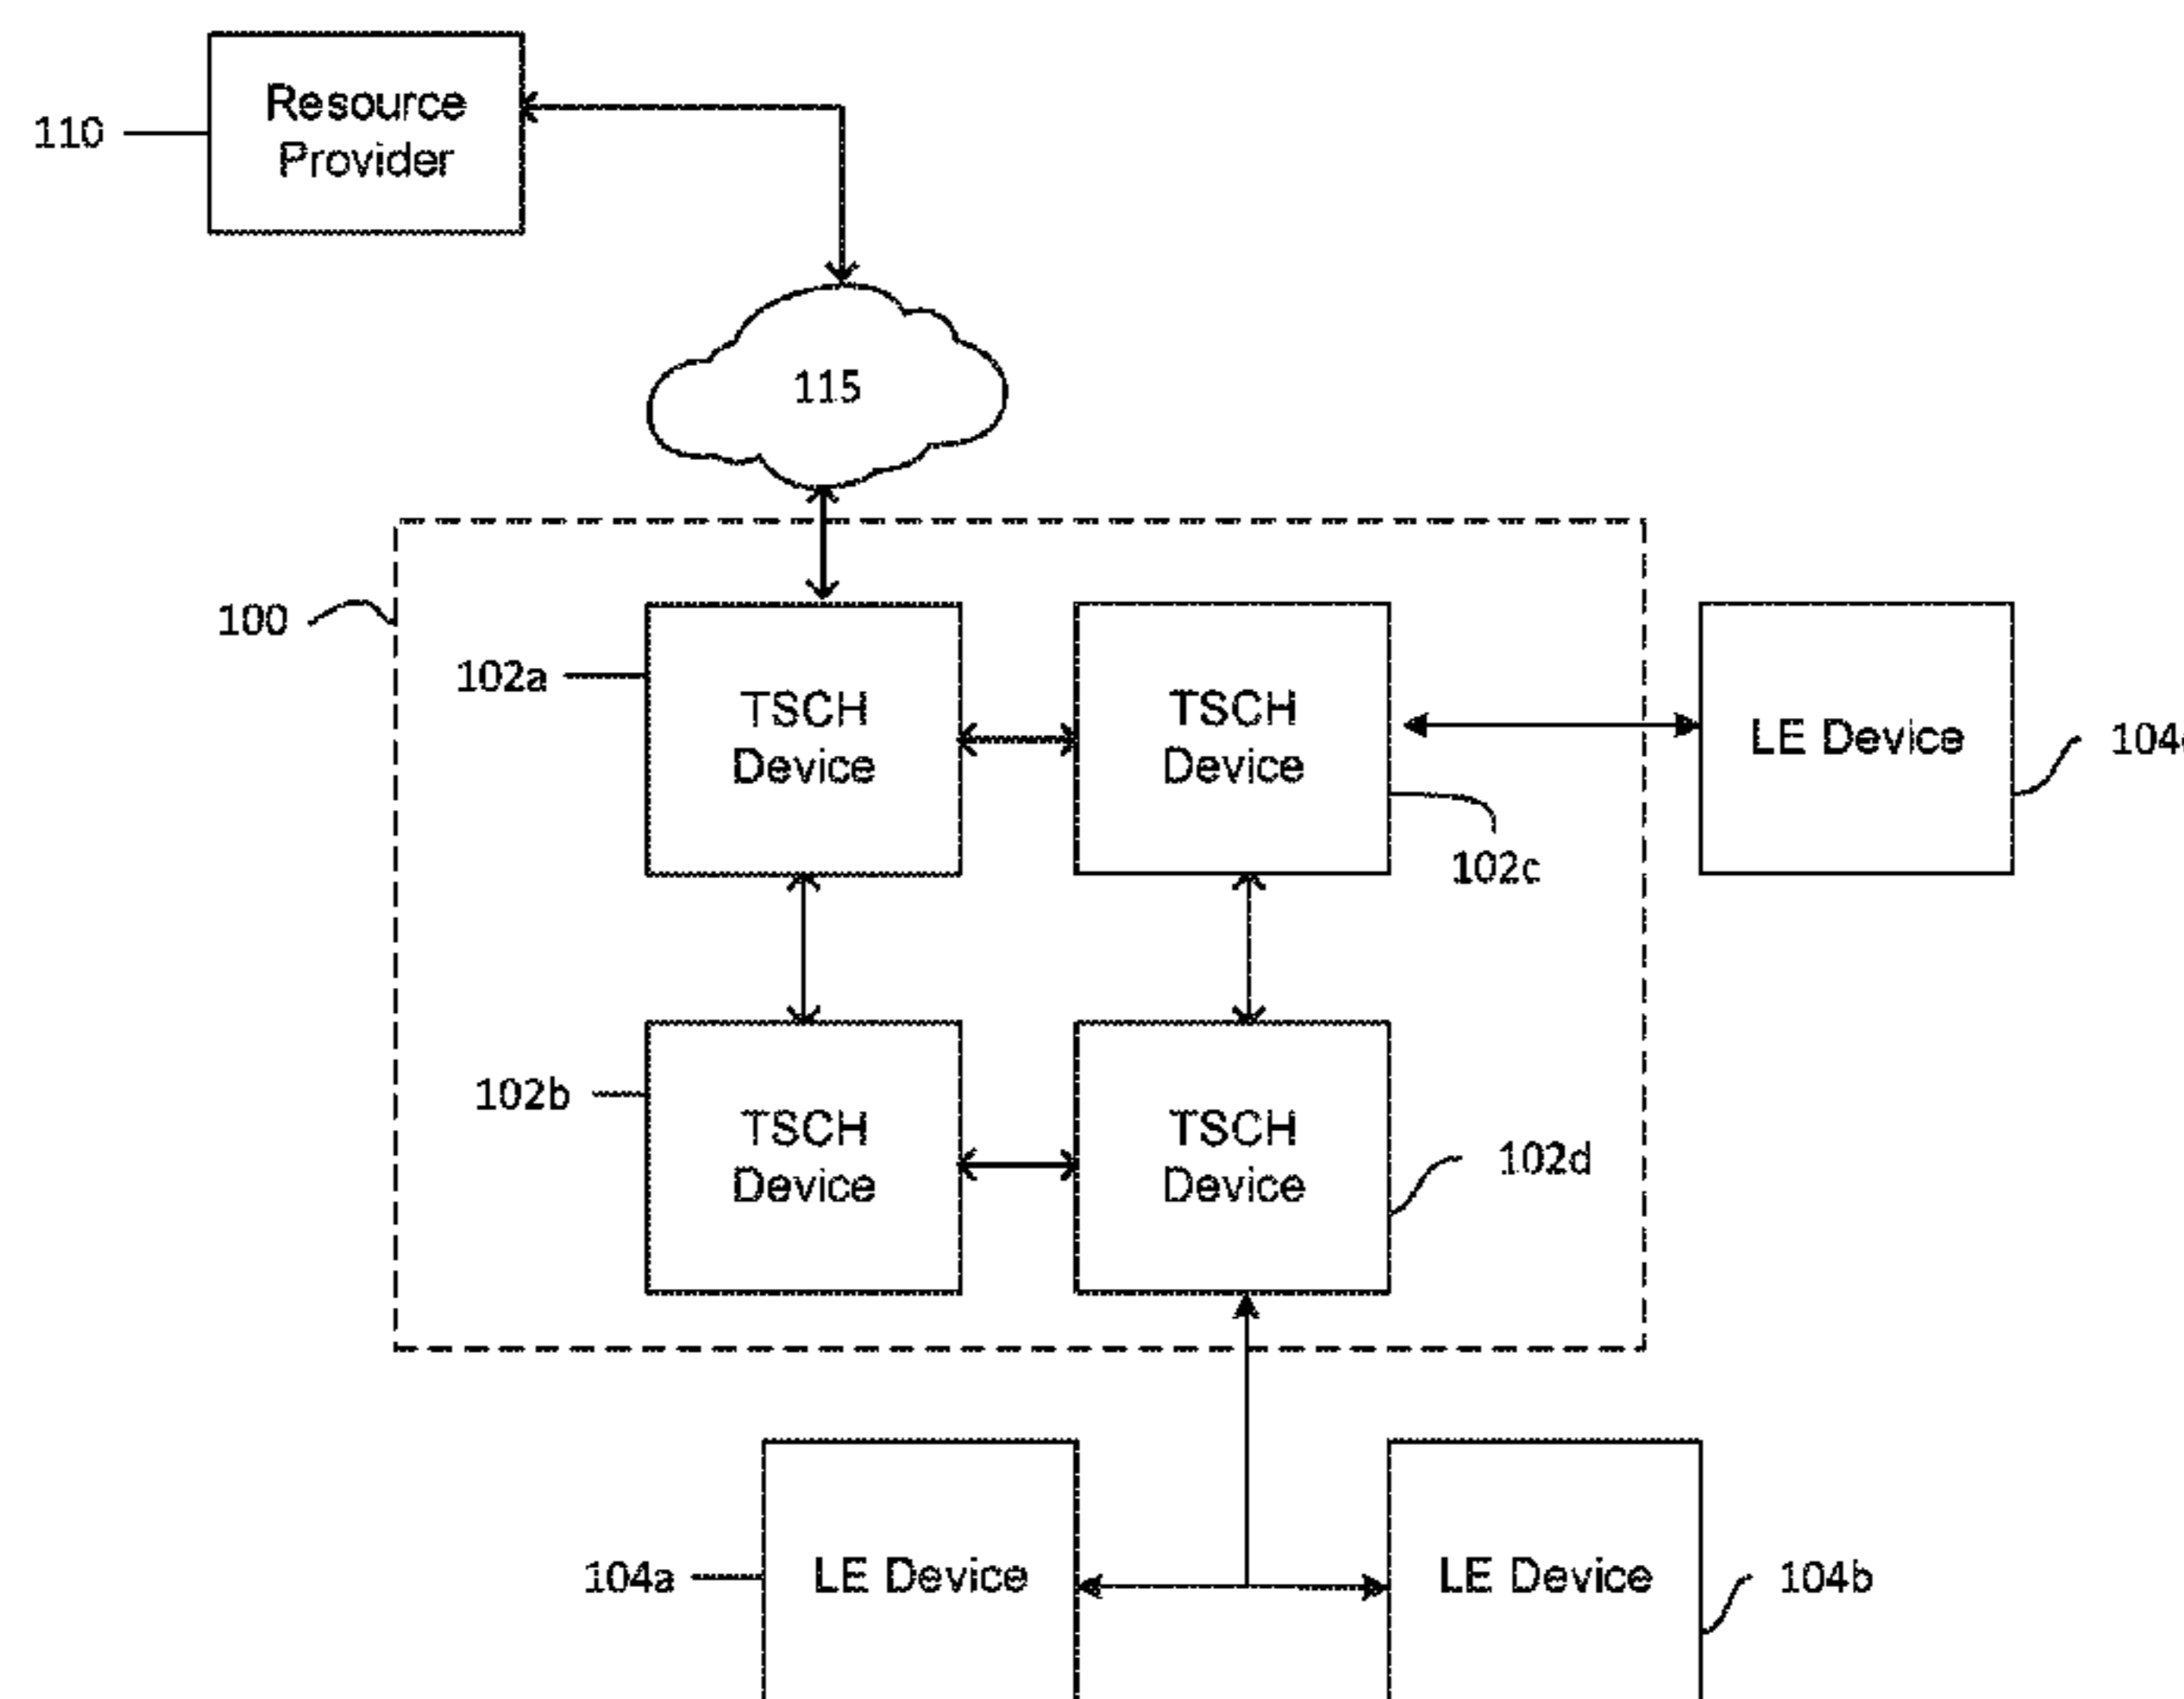 Resource
Provider
110
115
100
102a
TSCH
Device
TSCH
Device
LE Device
102c
102b
TSCH
Device
TSCH
Device
102d
104a
LE Device
LE Device
104b